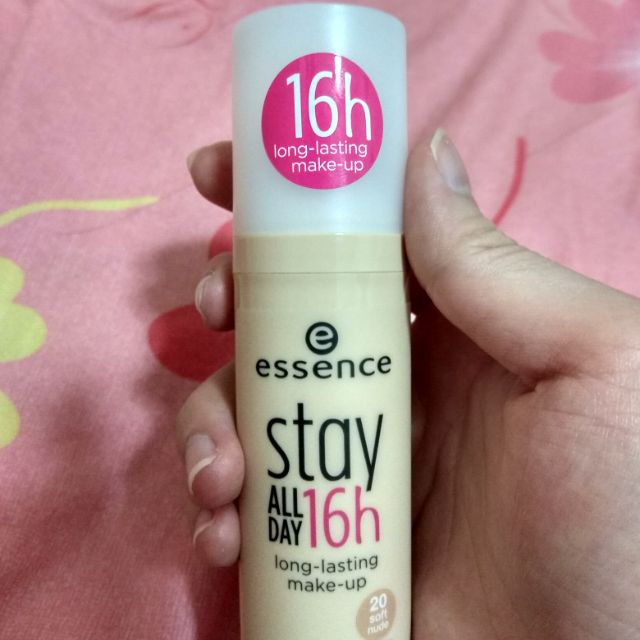 16h
long-lasting
make-up
e
essence
stay
ALL
DAY 16h
long-lasting
make-up
20
soft
nude